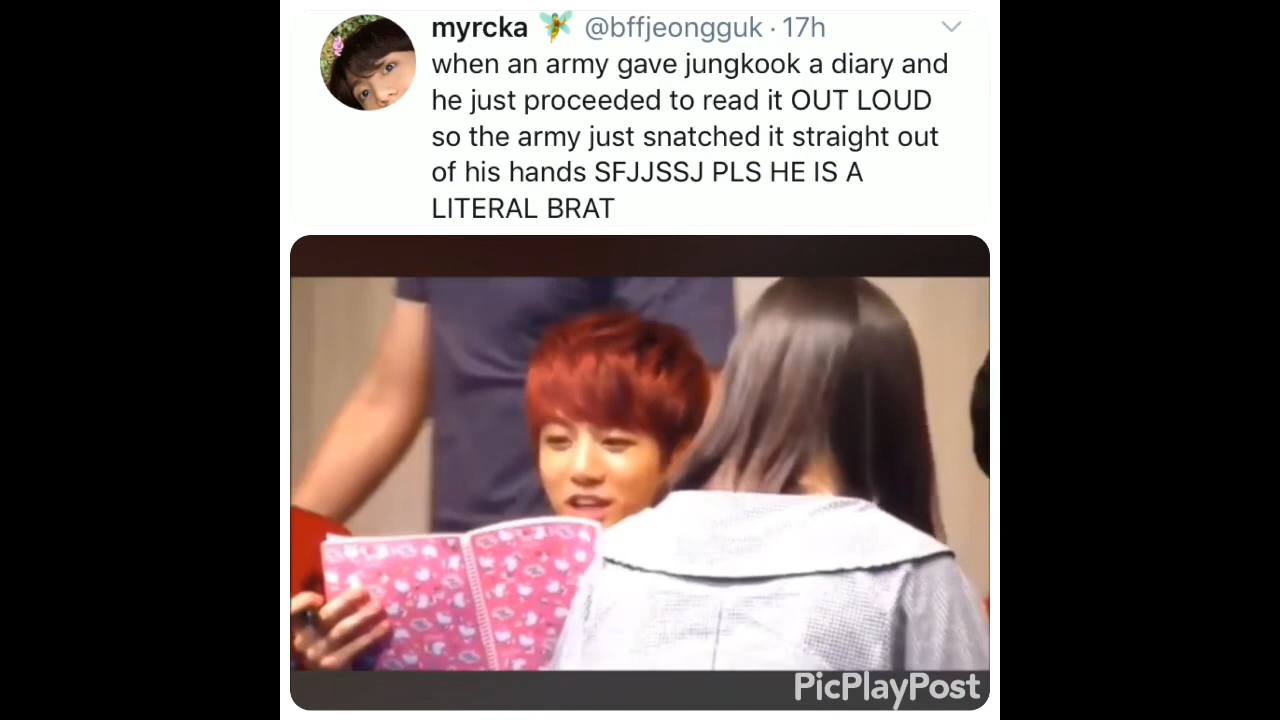 myrcka 🧚 @bffjeongguk · 17h
when an army gave jungkook a diary and
he just proceeded to read it OUT LOUD
so the army just snatched it straight out
of his hands SFJJSSJ PLS HE IS A
LITERAL BRAT
PicPlayPost